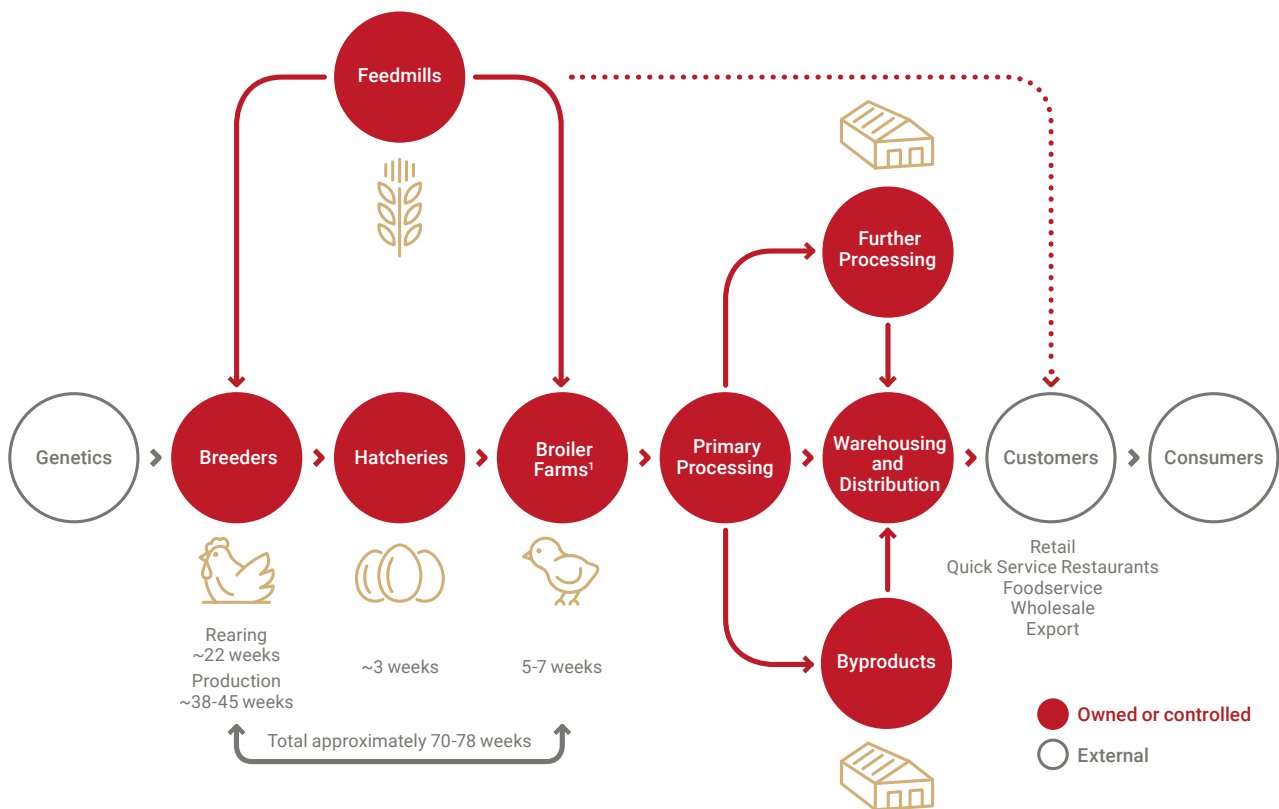 Feedmills
Further
Processing
Genetics
Breeders
Hatcheries
Broiler
Farms¹
Primary
Processing
Warehousing
and
Distribution
Customers
Consumers
Rearing
~22 weeks
Production
~38-45 weeks
~3 weeks
5-7 weeks
Total approximately 70-78 weeks
Retail
Quick Service Restaurants
Foodservice
Wholesale
Export
Byproducts
Owned or controlled
External